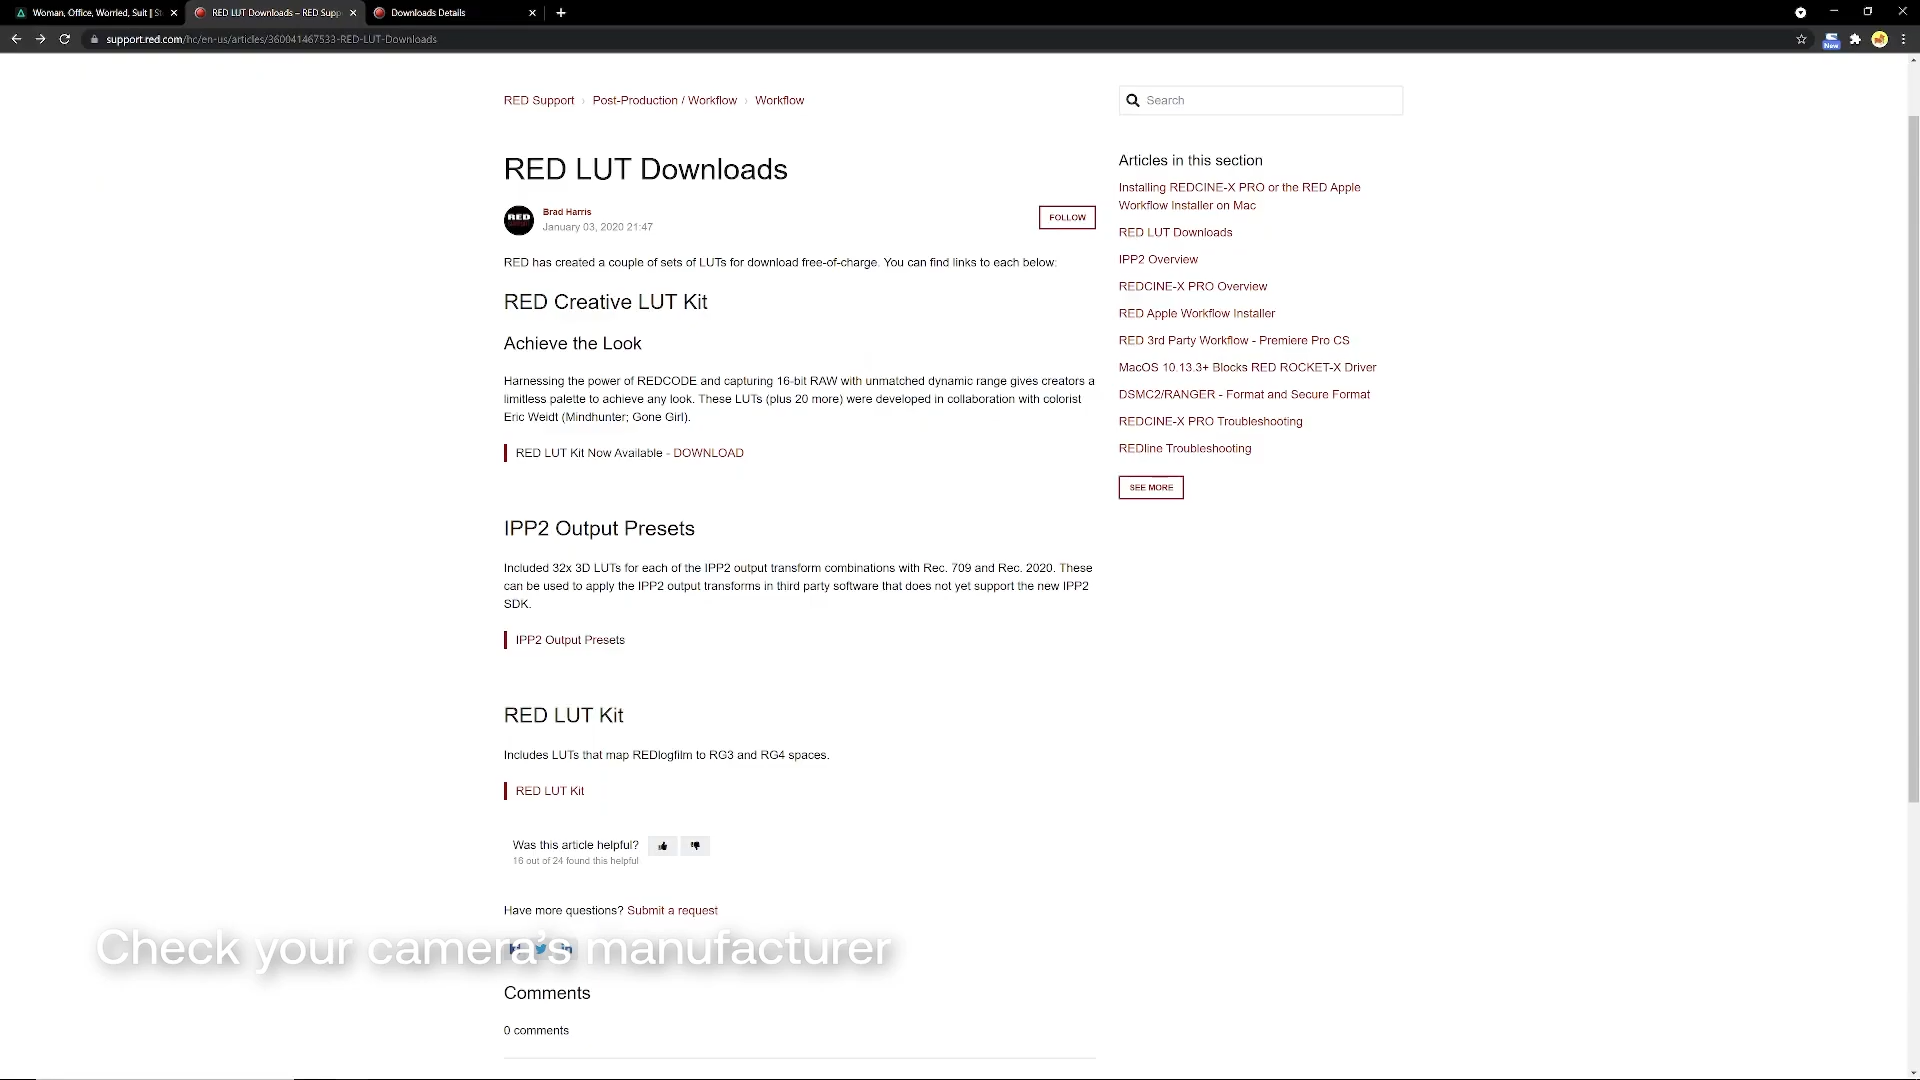 Woman, Office, Worried, Suit | St
RED LUT Downloads – RED Supp
Downloads Details
support.red.com/hc/en-us/articles/360041467533-RED-LUT-Downloads
New
RED Support › Post-Production / Workflow › Workflow
Search
RED LUT Downloads
Brad Harris
January 03, 2020 21:47
FOLLOW
RED has created a couple of sets of LUTs for download free-of-charge. You can find links to each below:
RED Creative LUT Kit
Achieve the Look
Harnessing the power of REDCODE and capturing 16-bit RAW with unmatched dynamic range gives creators a
limitless palette to achieve any look. These LUTs (plus 20 more) were developed in collaboration with colorist
Eric Weidt (Mindhunter; Gone Girl).
RED LUT Kit Now Available - DOWNLOAD
IPP2 Output Presets
Included 32x 3D LUTs for each of the IPP2 output transform combinations with Rec. 709 and Rec. 2020. These
can be used to apply the IPP2 output transforms in third party software that does not yet support the new IPP2
SDK.
IPP2 Output Presets
RED LUT Kit
Includes LUTs that map REDlogfilm to RG3 and RG4 spaces.
RED LUT Kit
Was this article helpful?
16 out of 24 found this helpful
Have more questions? Submit a request
Check your camera's manufacturer
Comments
0 comments
Articles in this section
Installing REDCINE-X PRO or the RED Apple
Workflow Installer on Mac
RED LUT Downloads
IPP2 Overview
REDCINE-X PRO Overview
RED Apple Workflow Installer
RED 3rd Party Workflow - Premiere Pro CS
MacOS 10.13.3+ Blocks RED ROCKET-X Driver
DSMC2/RANGER - Format and Secure Format
REDCINE-X PRO Troubleshooting
REDline Troubleshooting
SEE MORE